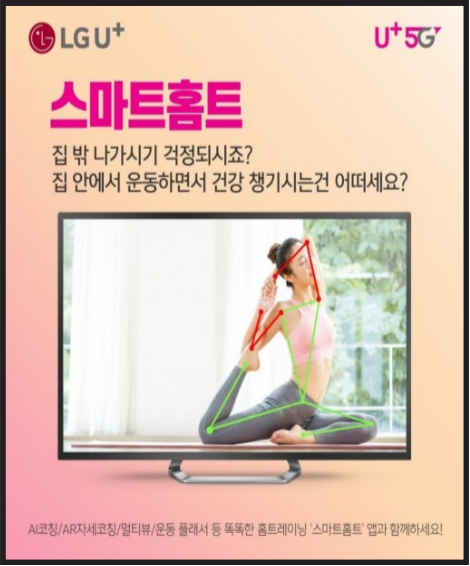 LG U+
U+5G
스마트홈트
집 밖 나가시기 걱정되시죠?
집 안에서 운동하면서 건강 챙기시는건 어떠세요?
AI코칭/AR자세코칭/멀티뷰/운동 플래너 등 똑똑한 홈트레이닝 '스마트홈트' 앱과 함께하세요!